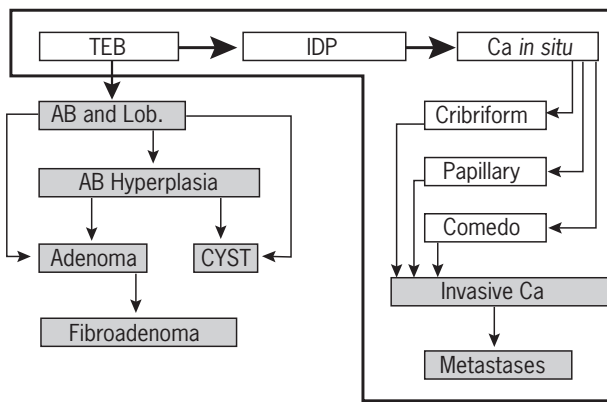 TEB
IDP
Ca in situ
AB and Lob.
Cribriform
AB Hyperplasia
Papillary
Comedo
Adenoma
CYST
Invasive Ca
Fibroadenoma
Metastases